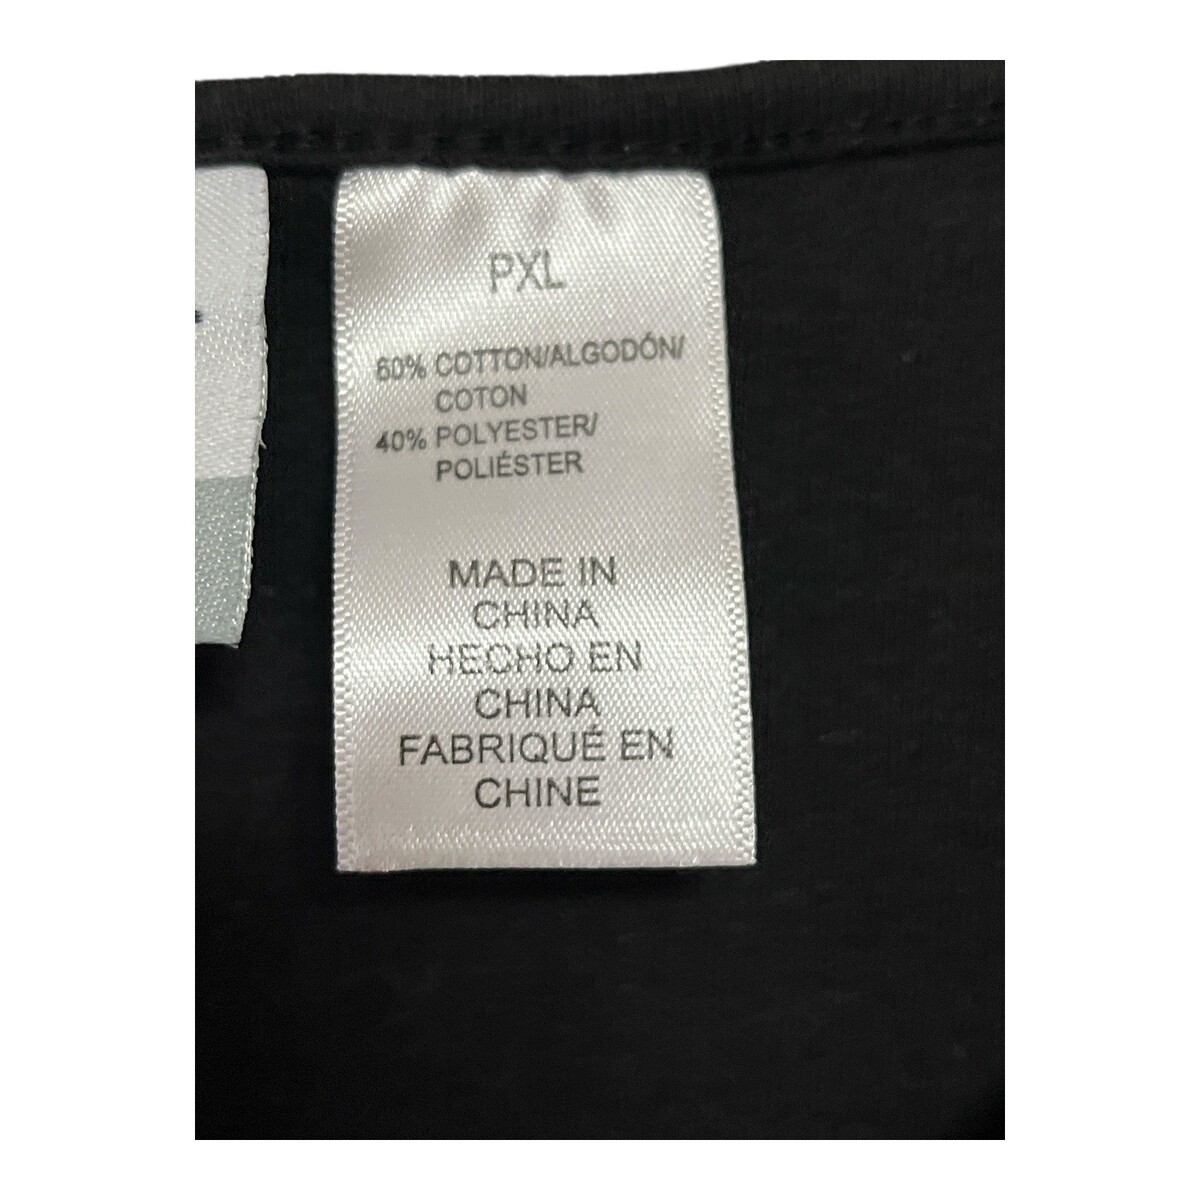 PXL
60% COTTON/ALGODÓN/
COTON
40% POLYESTER/
POLIÉSTER
MADE IN
CHINA
HECHO EN
CHINA
FABRIQUÉ EN
CHINE